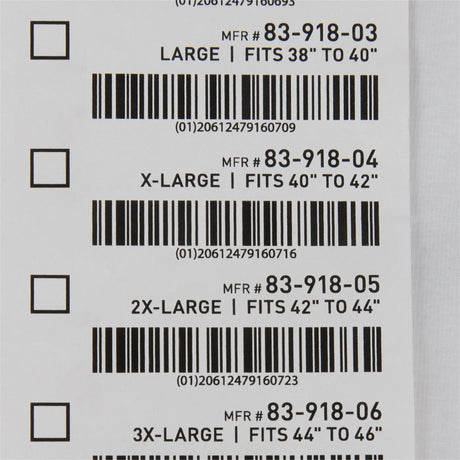 (01)20612479160693
MFR # 83-918-03
LARGE | FITS 38" TO 40"
(01)20612479160709
MFR # 83-918-04
X-LARGE | FITS 40" TO 42"
(01)20612479160716
MFR # 83-918-05
2X-LARGE | FITS 42" TO 44"
(01)20612479160723
MFR # 83-918-06
3X-LARGE | FITS 44" TO 46"